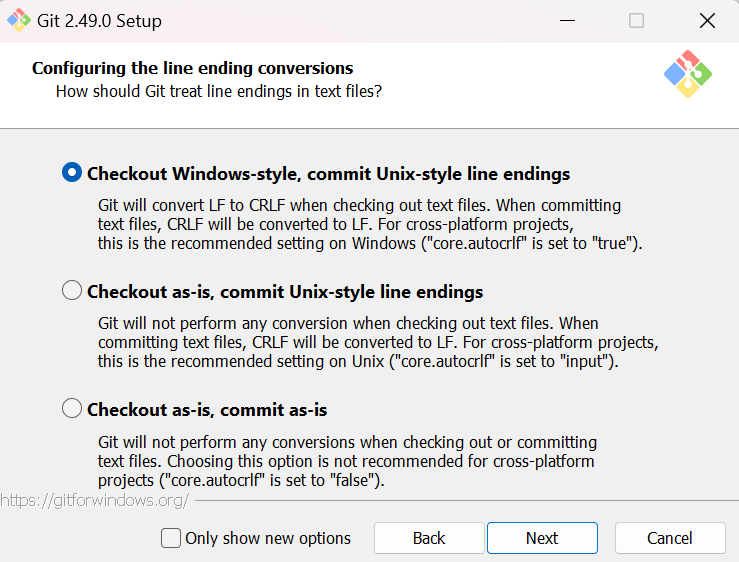 Git 2.49.0 Setup
Configuring the line ending conversions
How should Git treat line endings in text files?
Checkout Windows-style, commit Unix-style line endings
Git will convert LF to CRLF when checking out text files. When committing
text files, CRLF will be converted to LF. For cross-platform projects,
this is the recommended setting on Windows ("core.autocrlf" is set to "true").
Checkout as-is, commit Unix-style line endings
Git will not perform any conversion when checking out text files. When
committing text files, CRLF will be converted to LF. For cross-platform projects,
this is the recommended setting on Unix ("core.autocrlf" is set to "input").
Checkout as-is, commit as-is
Git will not perform any conversions when checking out or committing
text files. Choosing this option is not recommended for cross-platform
projects ("core.autocrlf" is set to "false").
https://gitforwindows.org/
Only show new options
Back
Next
Cancel